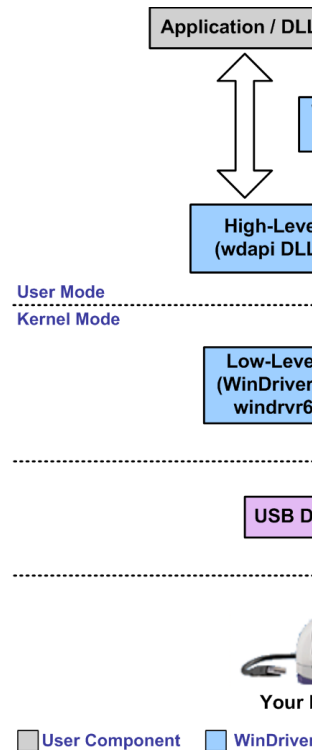 Application / DLL
High-Leve
(wdapi DLL
User Mode
Kernel Mode
Low-Leve
(WinDriver
windrvr6
USB D
Your
User Component
WinDriver